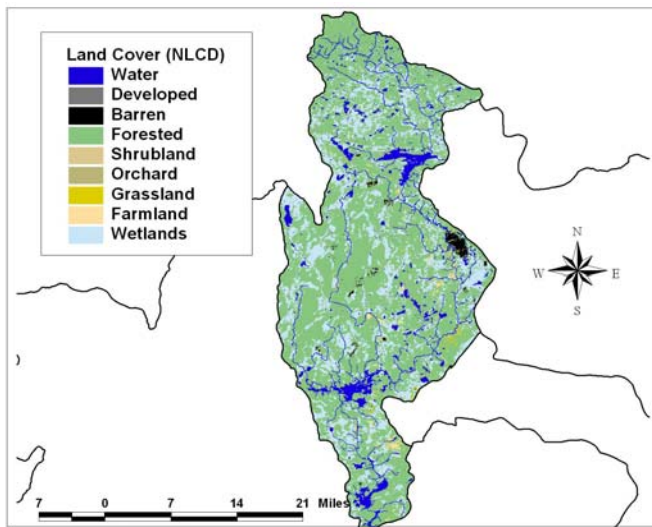 Land Cover (NLCD)
Water
Developed
Barren
Forested
Shrubland
Orchard
Grassland
Farmland
Wetlands
N
W E
S
7 0 7 14 21 Miles